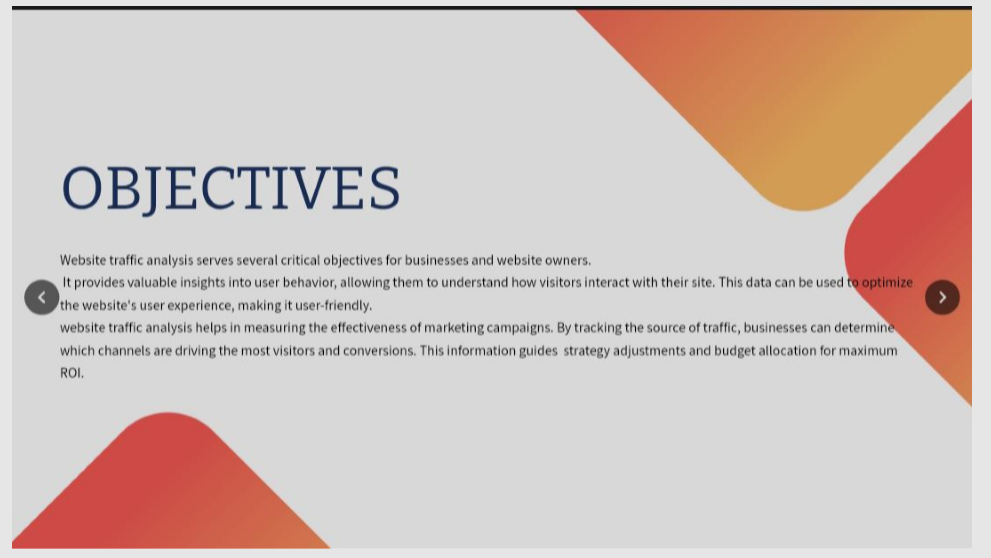 OBJECTIVES
Website traffic analysis serves several critical objectives for businesses and website owners.
It provides valuable insights into user behavior, allowing them to understand how visitors interact with their site. This data can be used to optimize
the website's user experience, making it user-friendly.
website traffic analysis helps in measuring the effectiveness of marketing campaigns. By tracking the source of traffic, businesses can determine
which channels are driving the most visitors and conversions. This information guides  strategy adjustments and budget allocation for maximum
ROI.